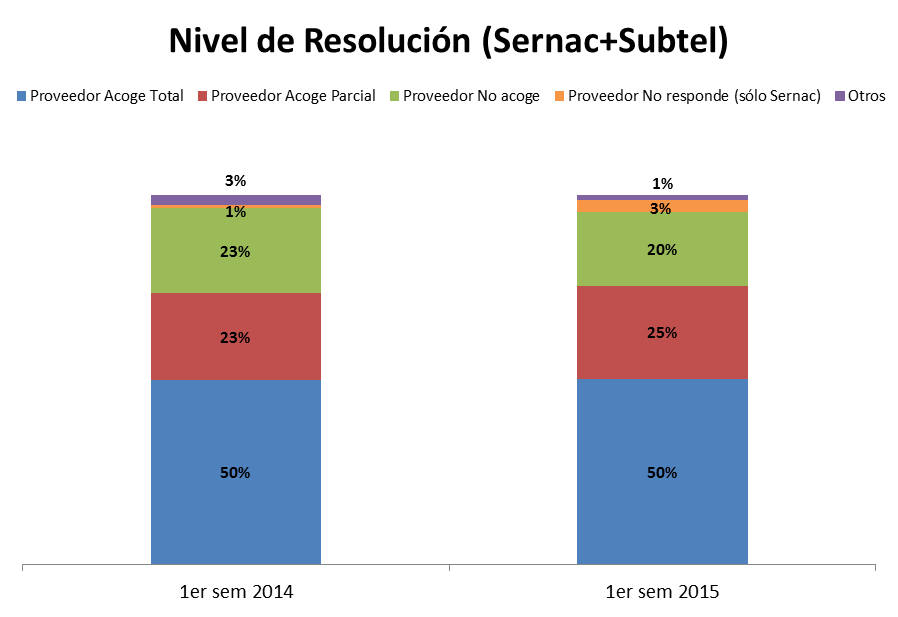 Nivel de Resolución (Sernac+Subtel)
Proveedor Acoge Total Proveedor Acoge Parcial Proveedor No acoge Proveedor No responde (sólo Sernac) Otros
3% 1%
1% 3%
23% 20%
23% 25%
50% 50%
1er sem 2014 1er sem 2015